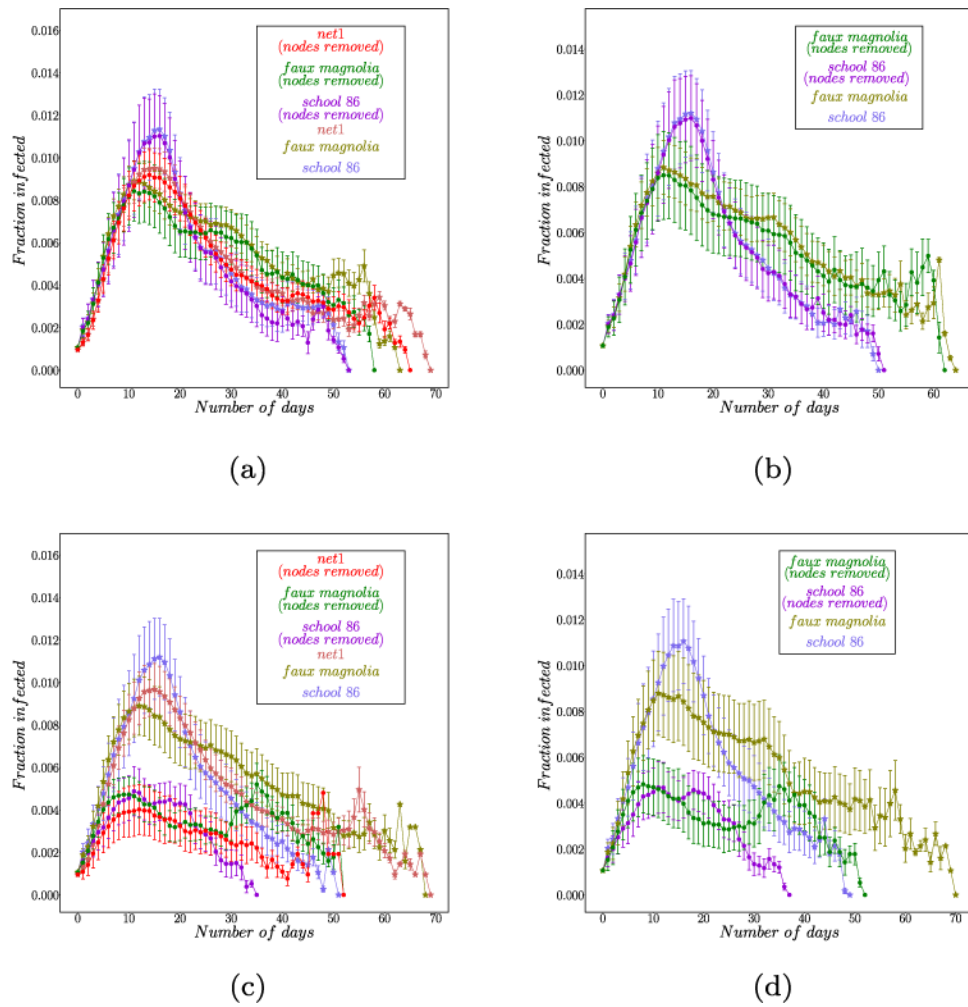 0.016
0.014
0.012
0.010
0.008
0.006
0.004
0.002
0.000
Fraction infected
net1
(nodes removed)
faux magnolia
(nodes removed)
school 86
(nodes removed)
net1
faux magnolia
school 86
0 10 20 30 40 50 60 70
Number of days
(a)
0.014
0.012
0.010
0.008
0.006
0.004
0.002
0.000
Fraction infected
faux magnolia
(nodes removed)
school 86
(nodes removed)
faux magnolia
school 86
0 10 20 30 40 50 60
Number of days
(b)
0.016
0.014
0.012
0.010
0.008
0.006
0.004
0.002
0.000
Fraction infected
net1
(nodes removed)
faux magnolia
(nodes removed)
school 86
(nodes removed)
net1
faux magnolia
school 86
0 10 20 30 40 50 60 70
Number of days
(c)
0.014
0.012
0.010
0.008
0.006
0.004
0.002
0.000
Fraction infected
faux magnolia
(nodes removed)
school 86
(nodes removed)
faux magnolia
school 86
0 10 20 30 40 50 60 70
Number of days
(d)